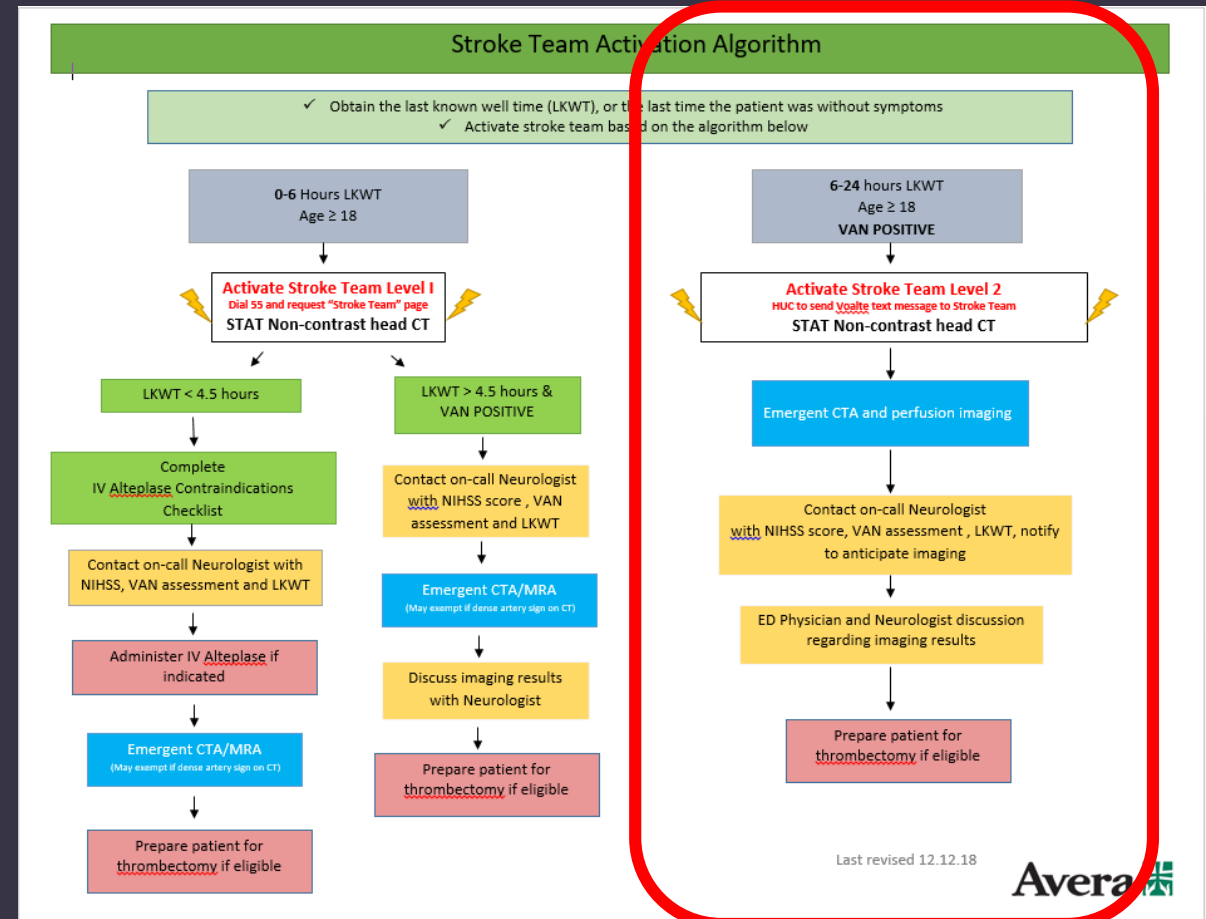 Stroke Team Activation Algorithm
✓ Obtain the last known well time (LKWT), or the last time the patient was without symptoms
✓ Activate stroke team based on the algorithm below
0-6 Hours LKWT
Age ≥ 18
Activate Stroke Team Level I
Dial 55 and request “Stroke Team” page
STAT Non-contrast head CT
LKWT < 4.5 hours
Complete
IV Alteplase Contraindications
Checklist
Contact on-call Neurologist with
NIHSS, VAN assessment and LKWT
Administer IV Alteplase if
indicated
Emergent CTA/MRA
(May exempt if dense artery sign on CT)
Prepare patient for
thrombectomy if eligible
LKWT > 4.5 hours &
VAN POSITIVE
Contact on-call Neurologist
with NIHSS score , VAN
assessment and LKWT
Emergent CTA/MRA
(May exempt if dense artery sign on CT)
Discuss imaging results
with Neurologist
Prepare patient for
thrombectomy if eligible
6-24 hours LKWT
Age ≥ 18
VAN POSITIVE
Activate Stroke Team Level 2
HUC to send Voalte text message to Stroke Team
STAT Non-contrast head CT
Emergent CTA and perfusion imaging
Contact on-call Neurologist
with NIHSS score, VAN assessment , LKWT, notify
to anticipate imaging
ED Physician and Neurologist discussion
regarding imaging results
Prepare patient for
thrombectomy if eligible
Last revised 12.12.18
Avera